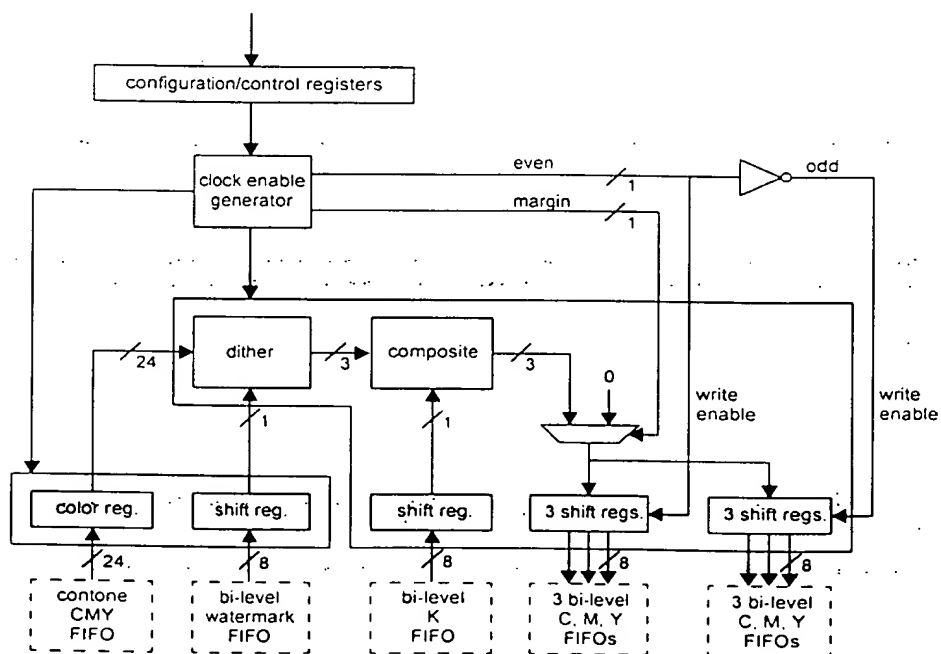 configuration/control registers
clock enable
generator
even
1
odd
margin
1
dither
composite
24
3
3
0
1
1
write
enable
write
enable
color reg.
shift reg.
shift reg.
3 shift regs.
3 shift regs.
24
8
8
8
8
contone
CMY
FIFO
bi-level
watermark
FIFO
bi-level
K
FIFO
3 bi-level
C, M, Y
FIFOs
3 bi-level
C, M, Y
FIFOs